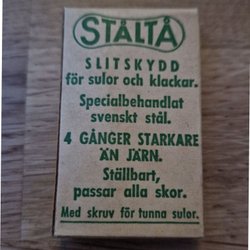 STÅLTÅ
SLITSKYDD
för sulor och klackar.
Specialbehandlat
svenskt stål.
4 GÅNGER STARKARE
ÄN JÄRN.
Ställbart,
passar alla skor.
Med skruv för tunna sulor.